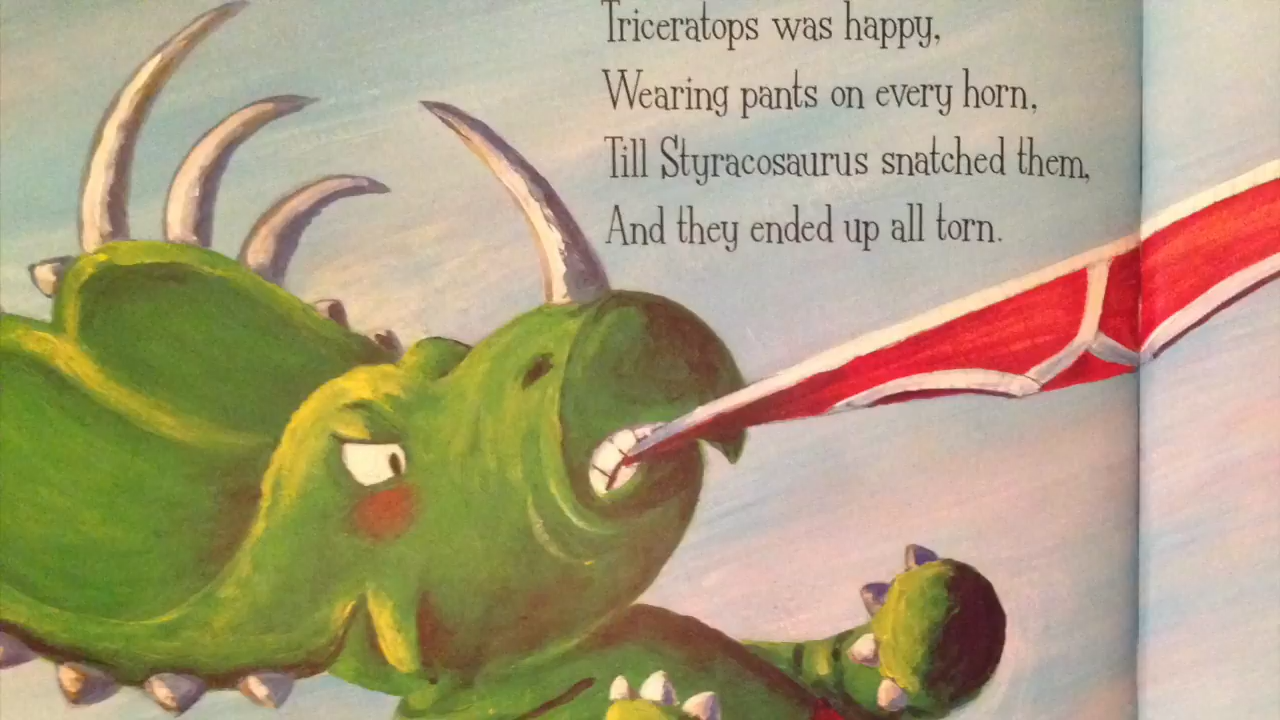 Triceratops was happy,
Wearing pants on every horn,
Till Styracosaurus snatched them,
And they ended up all torn.